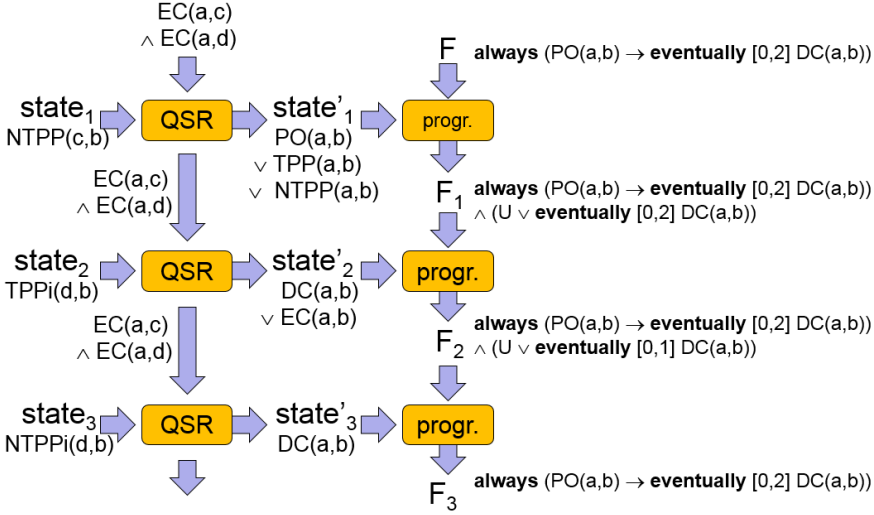 EC(a,c)
∧ EC(a,d)
F always (PO(a,b) → eventually [0,2] DC(a,b))
state₁
NTPP(c,b)
QSR
state'₁
PO(a,b)
∨ TPP(a,b)
∨ NTPP(a,b)
progr.
EC(a,c)
∧ EC(a,d)
F₁ always (PO(a,b) → eventually [0,2] DC(a,b))
∧ (U ∨ eventually [0,2] DC(a,b))
state₂
TPPi(d,b)
QSR
state'₂
DC(a,b)
∨ EC(a,b)
progr.
EC(a,c)
∧ EC(a,d)
F₂ always (PO(a,b) → eventually [0,2] DC(a,b))
∧ (U ∨ eventually [0,1] DC(a,b))
state₃
NTPPi(d,b)
QSR
state'₃
DC(a,b)
progr.
F₃ always (PO(a,b) → eventually [0,2] DC(a,b))